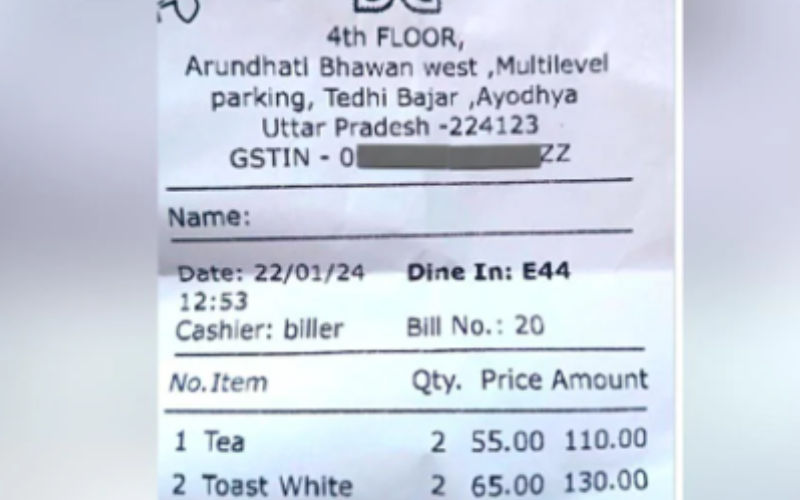 4th FLOOR,
Arundhati Bhawan west ,Multilevel
parking, Tedhi Bajar ,Ayodhya
Uttar Pradesh -224123
GSTIN - 0 ZZ
Name:
Date: 22/01/24 Dine In: E44
12:53
Cashier: biller Bill No.: 20
No. Item Qty. Price Amount
1 Tea 2 55.00 110.00
2 Toast White 2 65.00 130.00